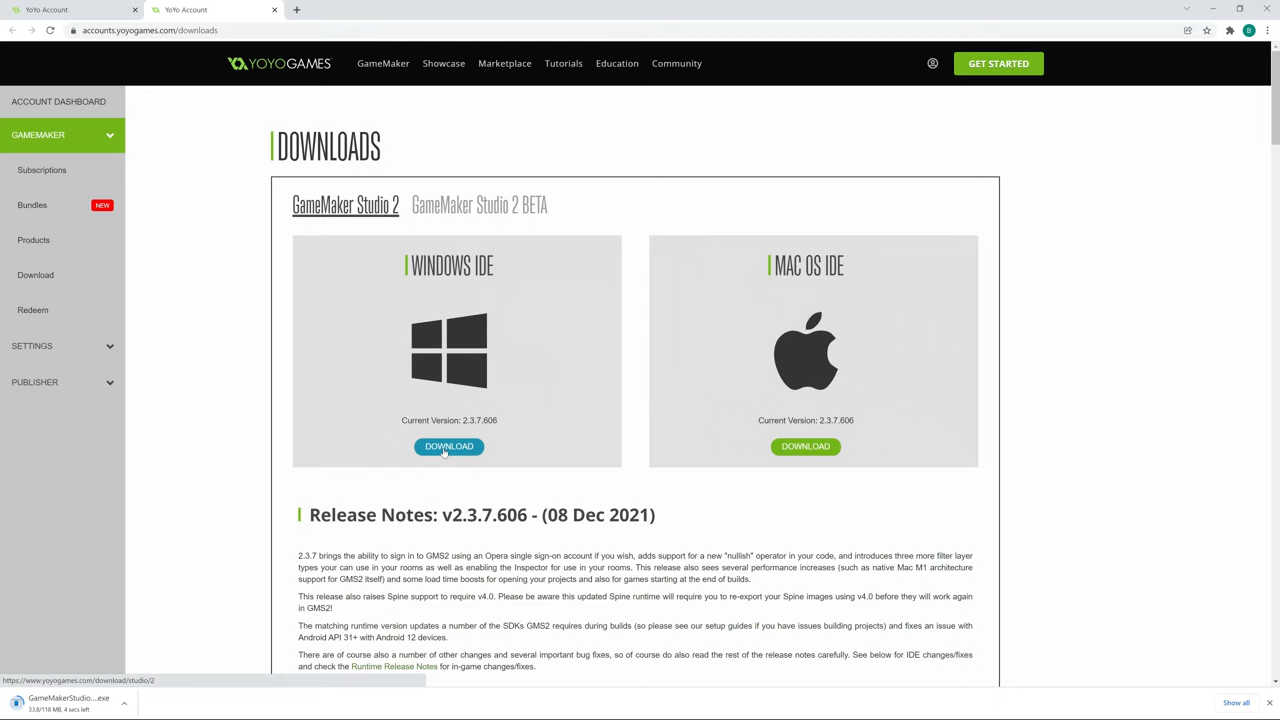 YoYo Account
YoYo Account
accounts.yoyogames.com/downloads
B
YOYOGAMES
GameMaker
Showcase
Marketplace
Tutorials
Education
Community
GET STARTED
ACCOUNT DASHBOARD
GAMEMAKER
Subscriptions
Bundles
NEW
Products
Download
Redeem
SETTINGS
PUBLISHER
DOWNLOADS
GameMaker Studio 2
GameMaker Studio 2 BETA
WINDOWS IDE
Current Version: 2.3.7.606
DOWNLOAD
MAC OS IDE
Current Version: 2.3.7.606
DOWNLOAD
Release Notes: v2.3.7.606 - (08 Dec 2021)
2.3.7 brings the ability to sign in to GMS2 using an Opera single sign-on account if you wish, adds support for a new "nullish" operator in your code, and introduces three more filter layer
types your can use in your rooms as well as enabling the Inspector for use in your rooms. This release also sees several performance increases (such as native Mac M1 architecture
support for GMS2 itself) and some load time boosts for opening your projects and also for games starting at the end of builds.
This release also raises Spine support to require v4.0. Please be aware this updated Spine runtime will require you to re-export your Spine images using v4.0 before they will work again
in GMS2!
The matching runtime version updates a number of the SDKs GMS2 requires during builds (so please see our setup guides if you have issues building projects) and fixes an issue with
Android API 31+ with Android 12 devices.
There are of course also a number of other changes and several important bug fixes, so of course do also read the rest of the release notes carefully. See below for IDE changes/fixes
and check the Runtime Release Notes for in-game changes/fixes.
https://www.yoyogames.com/download/studio/2
GameMakerStudio....exe
33.8/118 MB, 4 secs left
Show all